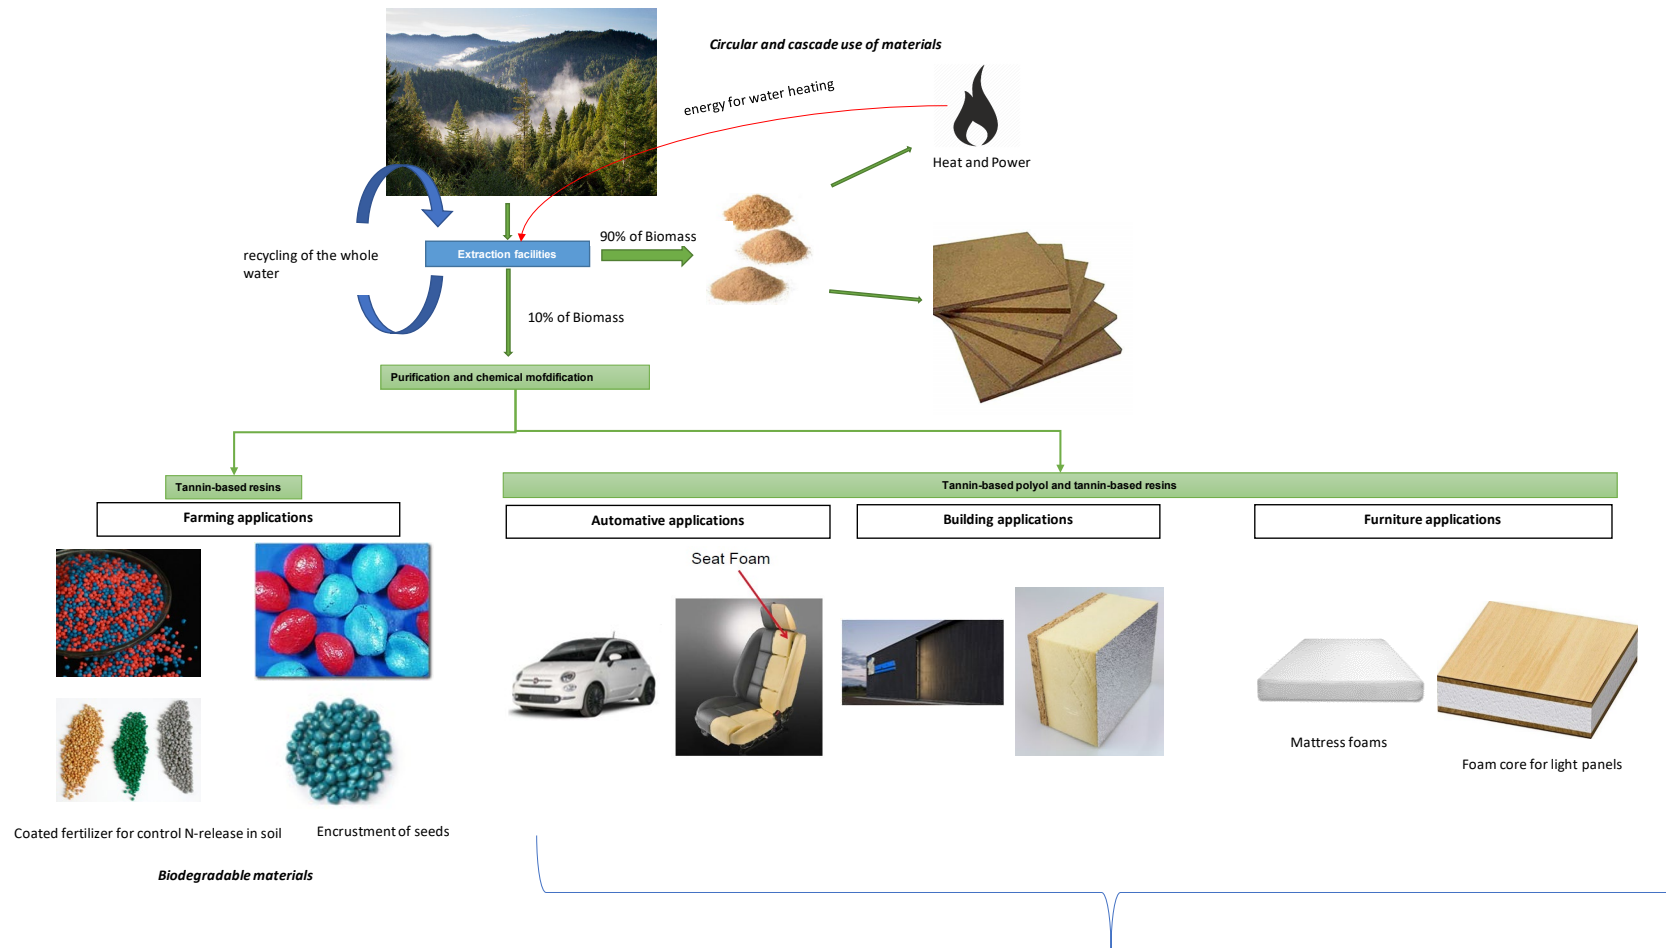 Circular and cascade use of materials
energy for water heating
Heat and Power
90% of Biomass
recycling of the whole
water
Extraction facilities
10% of Biomass
Purification and chemical mofdification
Tannin-based resins
Tannin-based polyol and tannin-based resins
Farming applications
Automative applications
Building applications
Furniture applications
Seat Foam
Mattress foams
Foam core for light panels
Coated fertilizer for control N-release in soil
Encrustment of seeds
Biodegradable materials